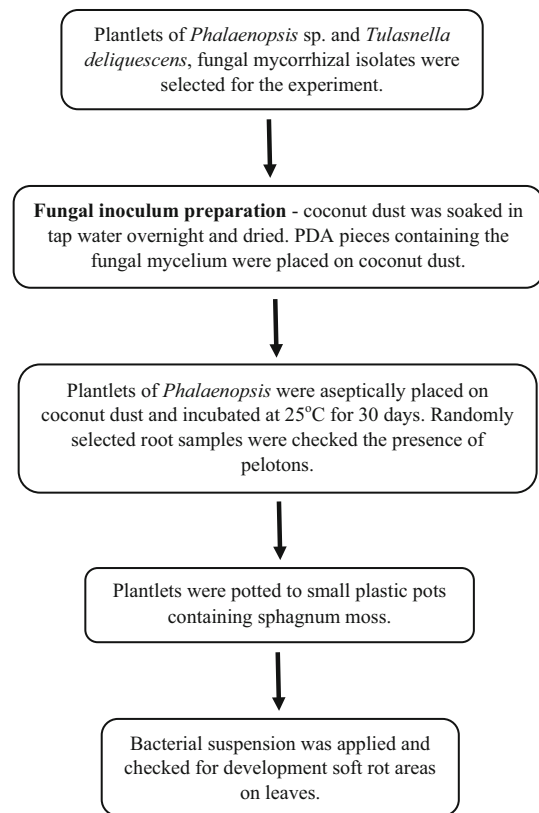 Plantlets of Phalaenopsis sp. and Tulasnella
deliquescens, fungal mycorrhizal isolates were
selected for the experiment.
Fungal inoculum preparation - coconut dust was soaked in
tap water overnight and dried. PDA pieces containing the
fungal mycelium were placed on coconut dust.
Plantlets of Phalaenopsis were aseptically placed on
coconut dust and incubated at 25°C for 30 days. Randomly
selected root samples were checked the presence of
pelotons.
Plantlets were potted to small plastic pots
containing sphagnum moss.
Bacterial suspension was applied and
checked for development soft rot areas
on leaves.